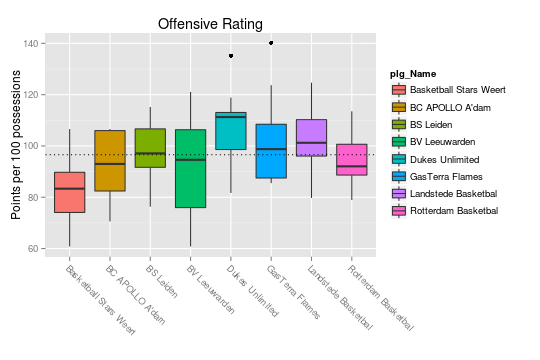 Offensive Rating
Points per 100 possessions
140
120
100
80
60
Basketball Stars Weert
BC APOLLO A'dam
BS Leiden
BV Leeuwarden
Dukes Unlimited
GasTerra Flames
Landstede Basketbal
Rotterdam Basketbal
plg_Name
Basketball Stars Weert
BC APOLLO A'dam
BS Leiden
BV Leeuwarden
Dukes Unlimited
GasTerra Flames
Landstede Basketbal
Rotterdam Basketbal